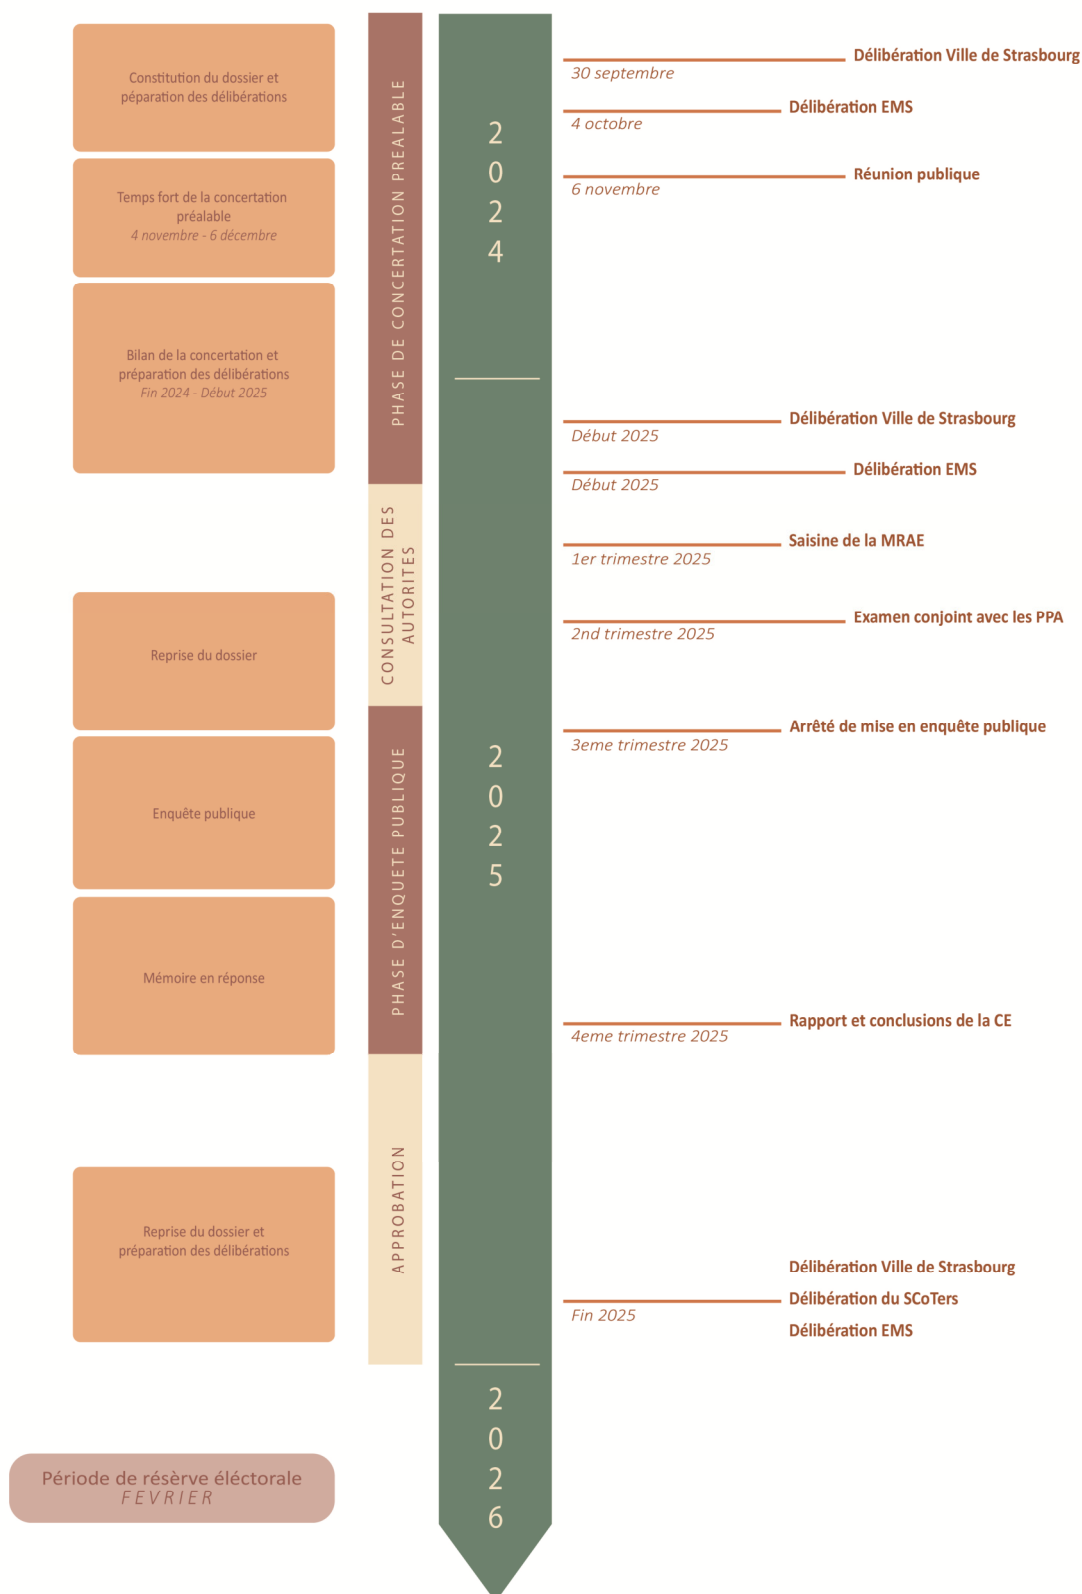 Constitution du dossier et
péparation des délibérations
Temps fort de la concertation
préalable
4 novembre - 6 décembre
Bilan de la concertation et
préparation des délibérations
Fin 2024 - Début 2025
Reprise du dossier
Enquête publique
Mémoire en réponse
Reprise du dossier et
préparation des délibérations
Période de résèrve éléctorale
FEVRIER
PHASE DE CONCERTATION PREALABLE
CONSULTATION DES
AUTORITES
PHASE D'ENQUETE PUBLIQUE
APPROBATION
2
0
2
4
2
0
2
5
2
0
2
6
Délibération Ville de Strasbourg
30 septembre
Délibération EMS
4 octobre
Réunion publique
6 novembre
Délibération Ville de Strasbourg
Début 2025
Délibération EMS
Début 2025
Saisine de la MRAE
1er trimestre 2025
Examen conjoint avec les PPA
2nd trimestre 2025
Arrêté de mise en enquête publique
3eme trimestre 2025
Rapport et conclusions de la CE
4eme trimestre 2025
Délibération Ville de Strasbourg
Délibération du SCoTers
Fin 2025
Délibération EMS